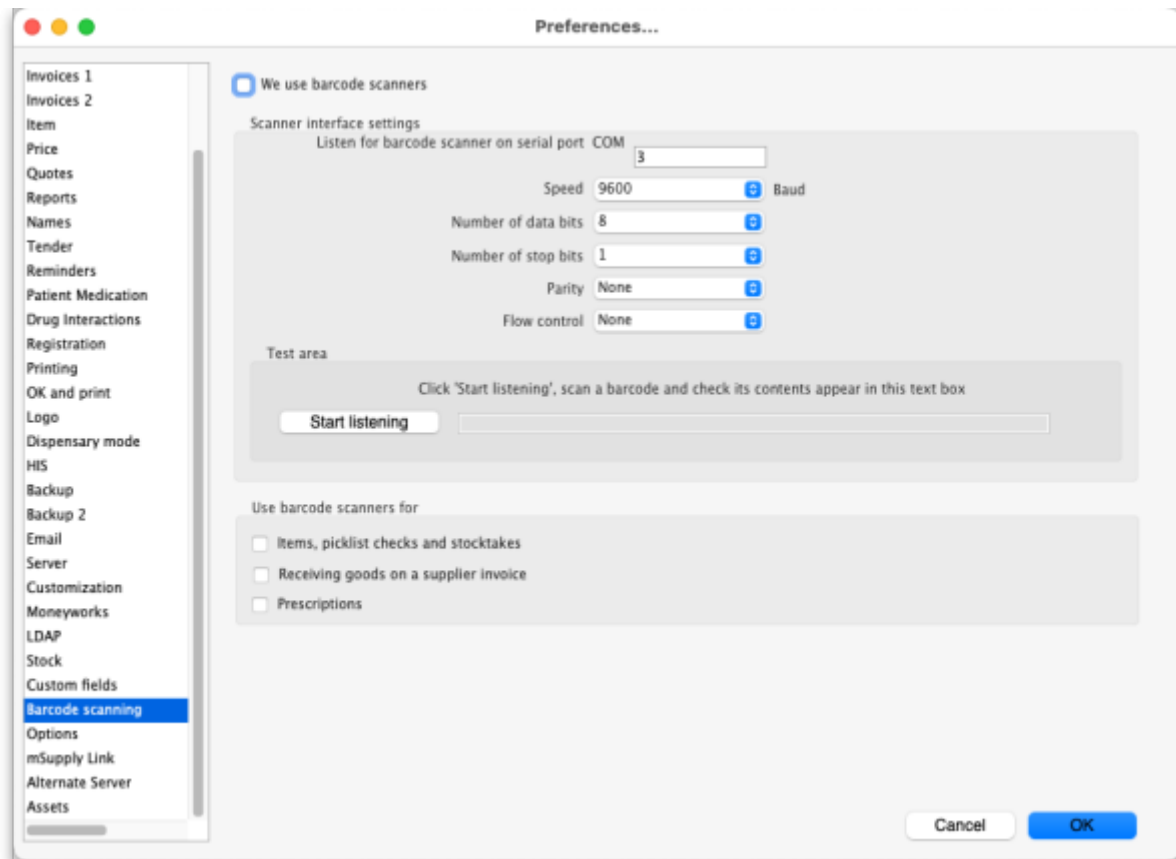 Preferences...
Invoices 1
Invoices 2
Item
Price
Quotes
Reports
Names
Tender
Reminders
Patient Medication
Drug Interactions
Registration
Printing
OK and print
Logo
Dispensary mode
HIS
Backup
Backup 2
Email
Server
Customization
Moneyworks
LDAP
Stock
Custom fields
Barcode scanning
Options
mSupply Link
Alternate Server
Assets
We use barcode scanners
Scanner interface settings
Listen for barcode scanner on serial port COM 3
Speed 9600 Baud
Number of data bits 8
Number of stop bits 1
Parity None
Flow control None
Test area
Click 'Start listening', scan a barcode and check its contents appear in this text box
Start listening
Use barcode scanners for
Items, picklist checks and stocktakes
Receiving goods on a supplier invoice
Prescriptions
Cancel OK